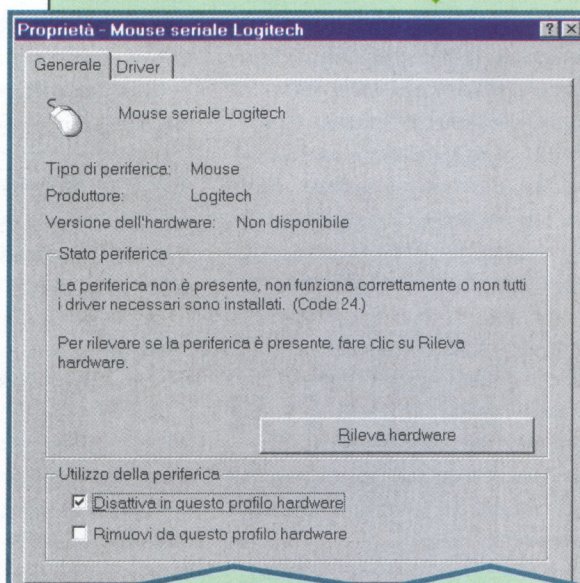 Proprietà - Mouse seriale Logitech
Generale
Driver
Mouse seriale Logitech
Tipo di periferica: Mouse
Produttore: Logitech
Versione dell'hardware: Non disponibile
Stato periferica
La periferica non è presente, non funziona correttamente o non tutti
i driver necessari sono installati. (Code 24.)
Per rilevare se la periferica è presente, fare clic su Rileva
hardware.
Rileva hardware
Utilizzo della periferica
Disattiva in questo profilo hardware
Rimuovi da questo profilo hardware